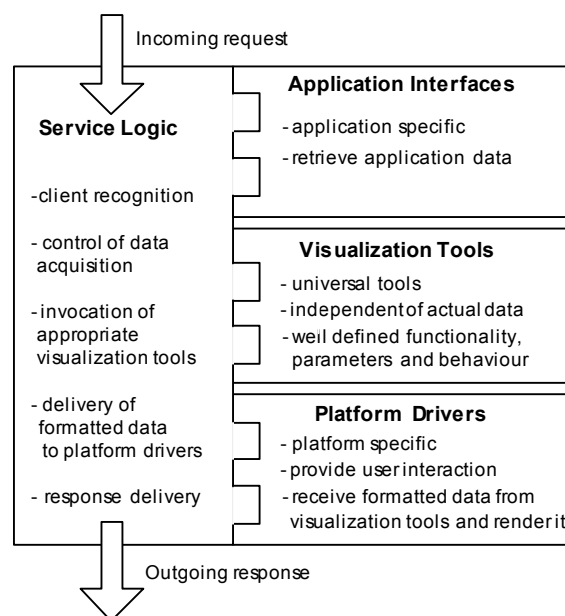 Incoming request
Service Logic
-client recognition
- control of data
acquisition
- invocation of
appropriate
visualization tools
- delivery of
formatted data
to platform drivers
- response delivery
Application Interfaces
- application specific
- retrieve application data
Visualization Tools
- universal tools
- independent of actual data
- well defined functionality,
parameters and behaviour
Platform Drivers
- platform specific
- provide user interaction
- receive formatted data from
visualization tools and render it
Outgoing response